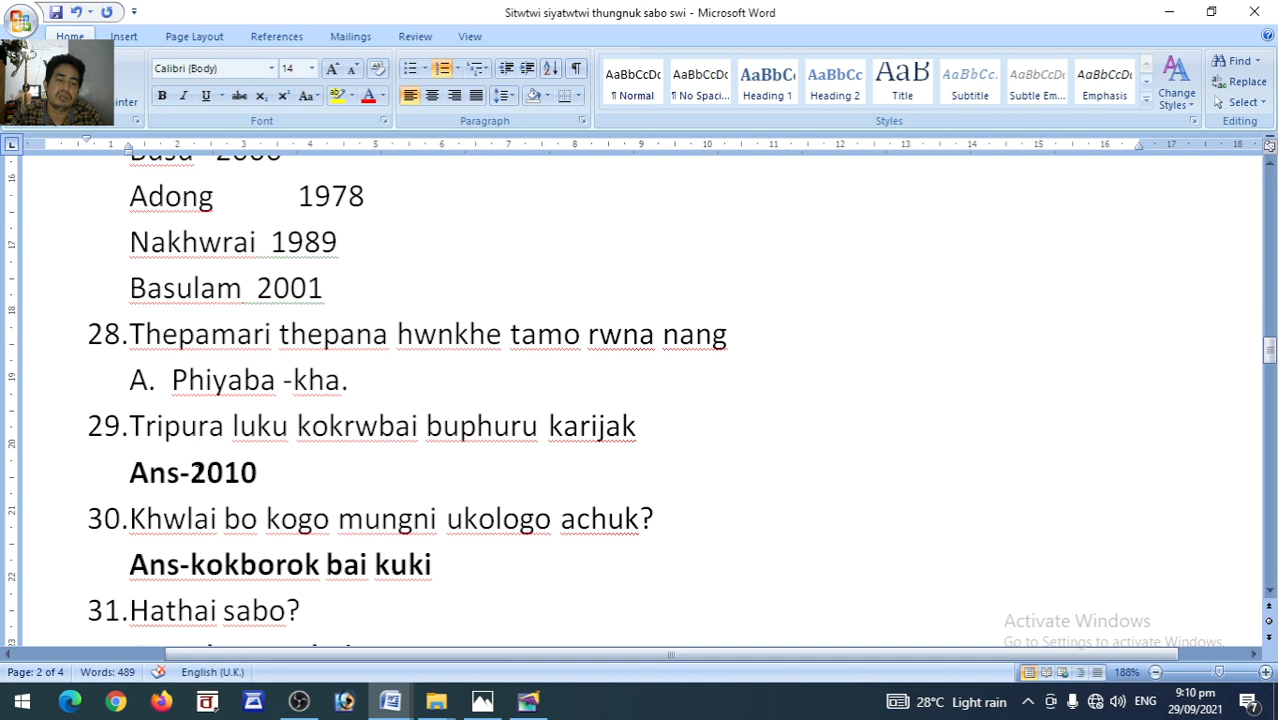 Sitwtwi siyatwtwi thungnuk sabo swi - Microsoft Word
Home Insert Page Layout References Mailings Review View
Calibri (Body) 14
AaBbCcDc AaBbCcDc AaBbCc AaBbCc AaB AaBbCcDc AaBbCcDc AaBbCcDc
¶ Normal ¶ No Spaci... Heading 1 Heading 2 Title Subtitle Subtle Em... Emphasis
Change Styles
Find
Replace
Select
Font Paragraph Styles Editing
Basu 2000
Adong 1978
Nakhwrai 1989
Basulam 2001
28.Thepamari thepana hwnkhe tamo rwna nang
A. Phiyaba -kha.
29.Tripura luku kokrwbai buphuru karijak
Ans-2010
30.Khwlai bo kogo mungni ukologo achuk?
Ans-kokborok bai kuki
31.Hathai sabo?
Activate Windows
Go to Settings to activate Windows.
Page: 2 of 4 Words: 489 English (U.K.) 188%
28°C Light rain ENG 9:10 pm
29/09/2021